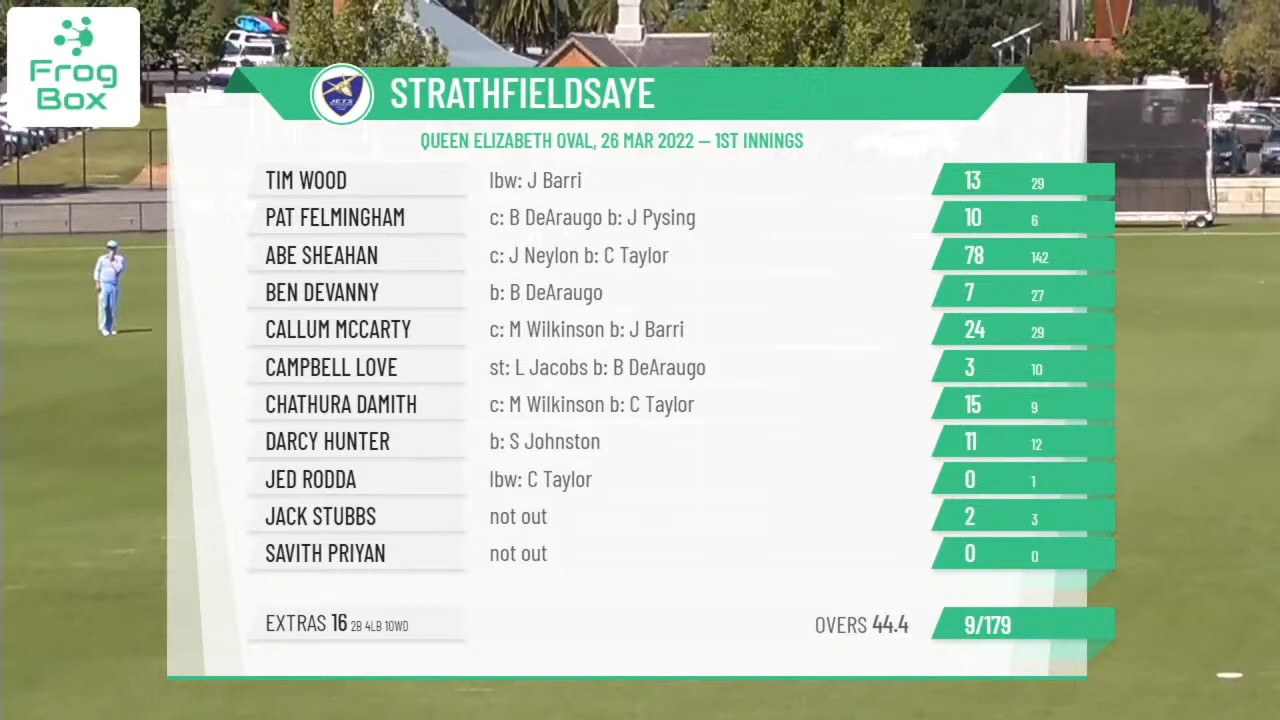 Frog
Box
JETS
STRATHFIELDSAYE
QUEEN ELIZABETH OVAL, 26 MAR 2022 – 1ST INNINGS
TIM WOOD lbw: J Barri 13 29
PAT FELMINGHAM c: B DeAraugo b: J Pysing 10 6
ABE SHEAHAN c: J Neylon b: C Taylor 78 142
BEN DEVANNY b: B DeAraugo 7 27
CALLUM MCCARTY c: M Wilkinson b: J Barri 24 29
CAMPBELL LOVE st: L Jacobs b: B DeAraugo 3 10
CHATHURA DAMITH c: M Wilkinson b: C Taylor 15 9
DARCY HUNTER b: S Johnston 11 12
JED RODDA lbw: C Taylor 0 1
JACK STUBBS not out 2 3
SAVITH PRIYAN not out 0 0
EXTRAS 16 2B 4LB 10WD OVERS 44.4 9/179